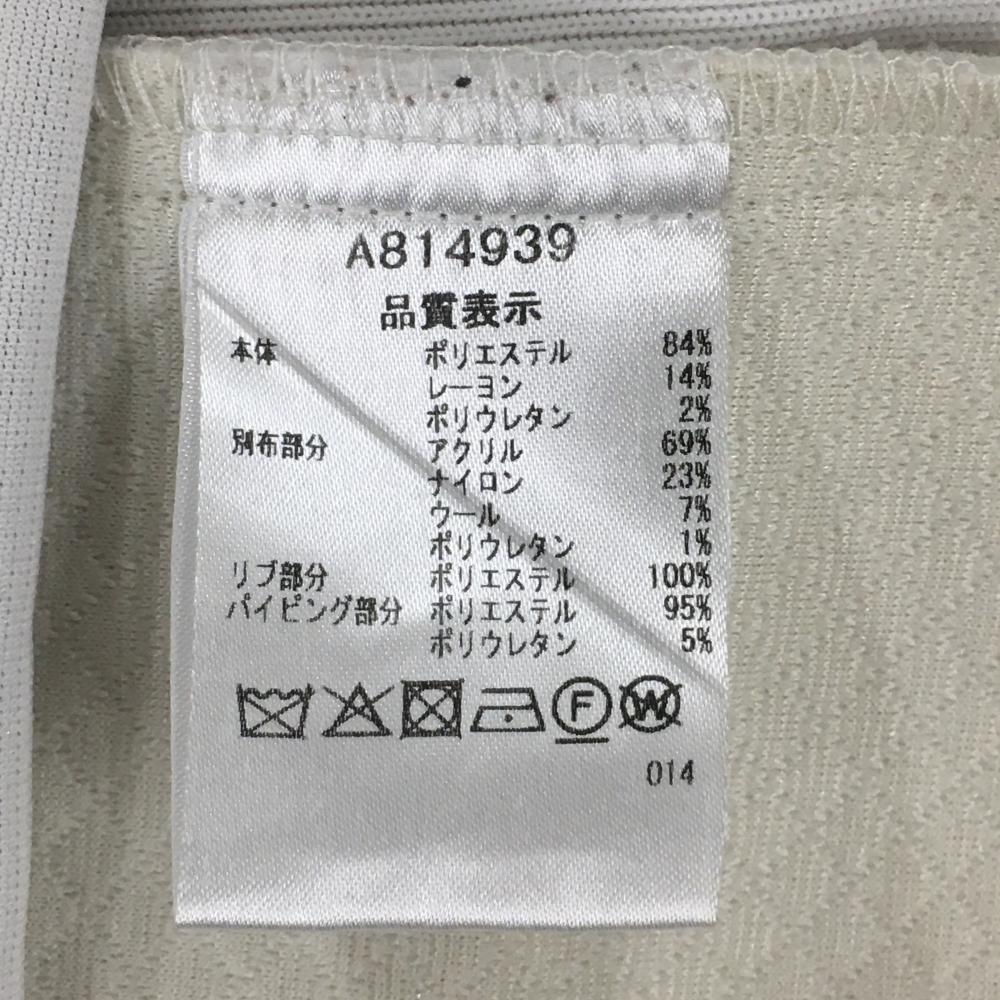 A814939
品質表示
本体 ポリエステル 84%
レーヨン 14%
ポリウレタン 2%
別布部分 アクリル 69%
ナイロン 23%
ウール 7%
ポリウレタン 1%
リブ部分 ポリエステル 100%
パイピング部分 ポリエステル 95%
ポリウレタン 5%
F W
014